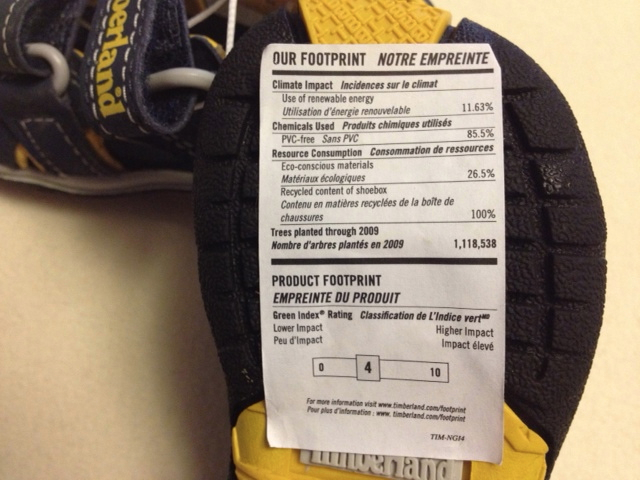 berland
OUR FOOTPRINT NOTRE EMPREINTE
Climate Impact Incidences sur le climat
Use of renewable energy
Utilisation d'énergie renouvelable 11.63%
Chemicals Used Produits chimiques utilisés
PVC-free Sans PVC 85.5%
Resource Consumption Consommation de ressources
Eco-conscious materials
Matériaux écologiques 26.5%
Recycled content of shoebox
Contenu en matières recyclées de la boîte de
chaussures 100%
Trees planted through 2009
Nombre d'arbres plantés en 2009 1,118,538
PRODUCT FOOTPRINT
EMPREINTE DU PRODUIT
Green Index® Rating Classification de L'Indice vertMD
Lower Impact Higher Impact
Peu d'Impact Impact élevé
0 4 10
For more information visit www.timberland.com/footprint
Pour plus d'information : www. timberland.com/footprint
TIM-NG14
Timberland